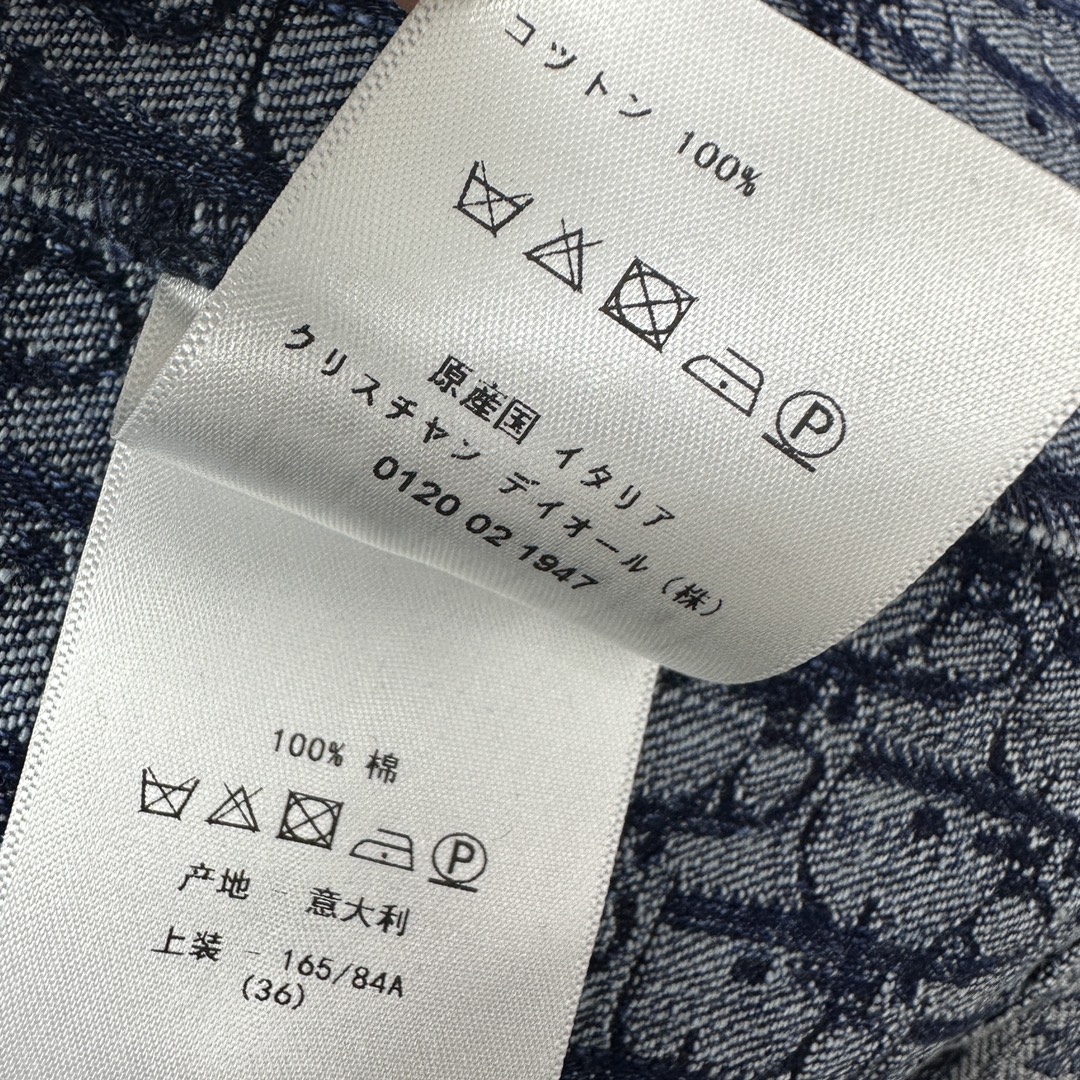 コットン 100%
P
原産国 イタリア
クリスチャン ディオール (株)
0120 02 1947
100% 棉
P
产地 - 意大利
上装 - 165/84A
(36)